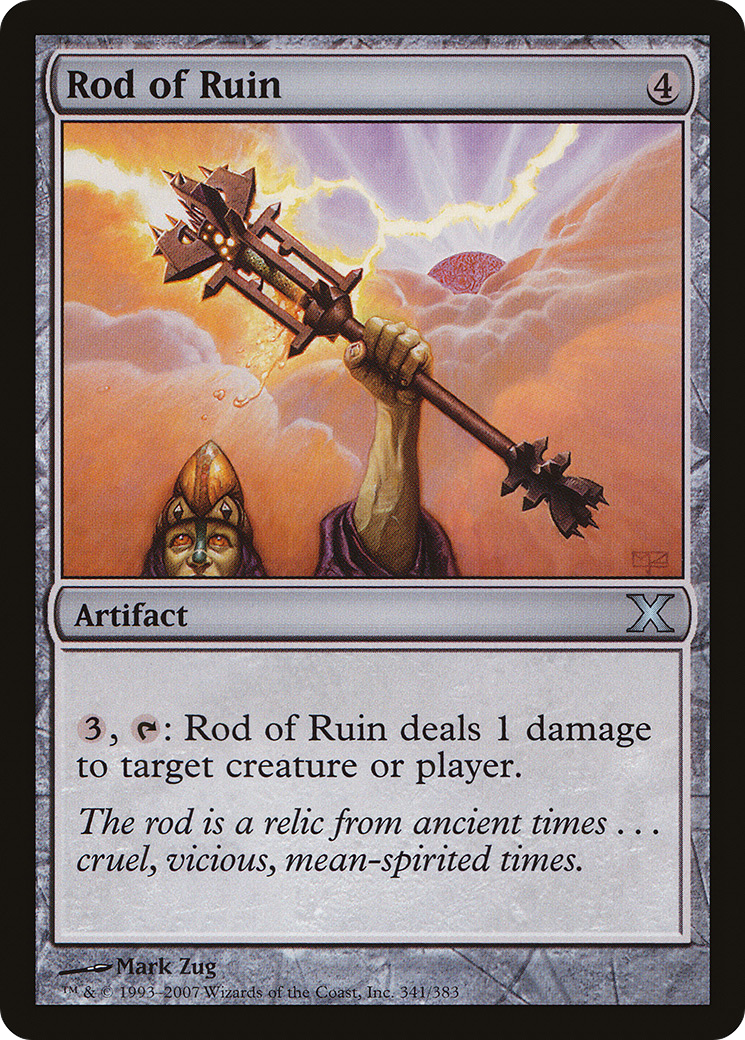 Rod of Ruin 4
Artifact X
3, : Rod of Ruin deals 1 damage
to target creature or player.
The rod is a relic from ancient times . . .
cruel, vicious, mean-spirited times.
Mark Zug
™ & © 1993–2007 Wizards of the Coast, Inc. 341/383